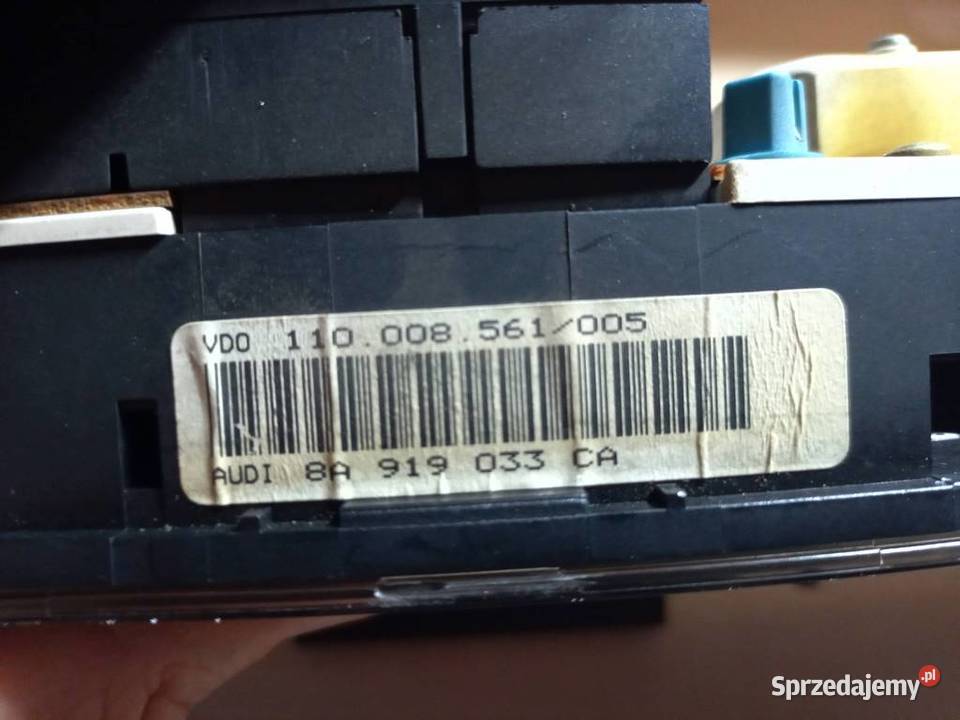 VDO 110.008.561/005
AUDI 8A 919 033 CA
Sprzedajemy.pl